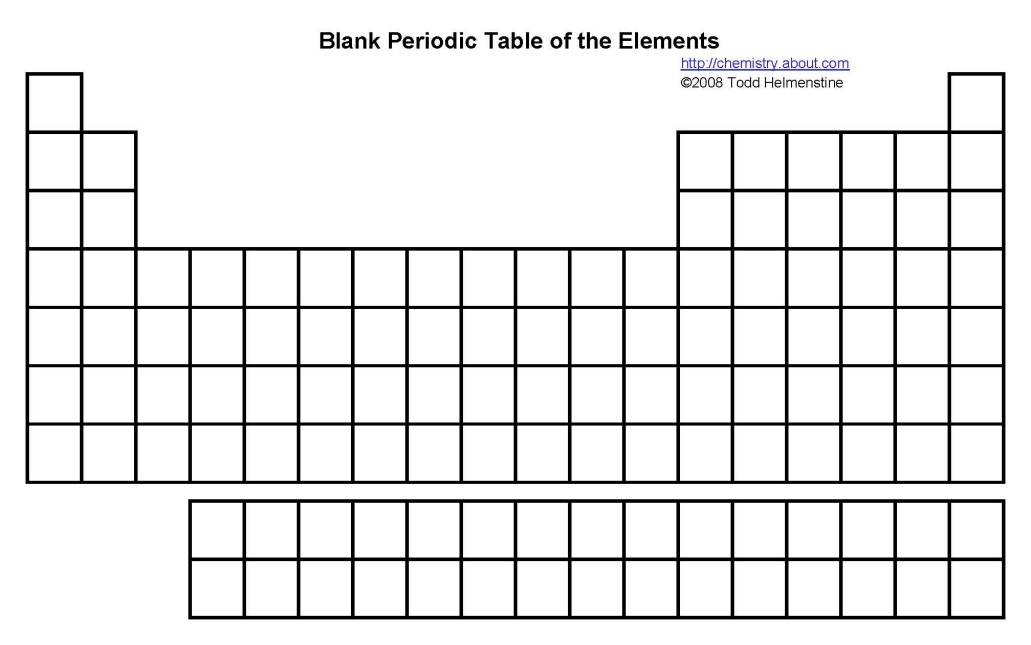 Blank Periodic Table of the Elements
http://chemistry.about.com
©2008 Todd Helmenstine